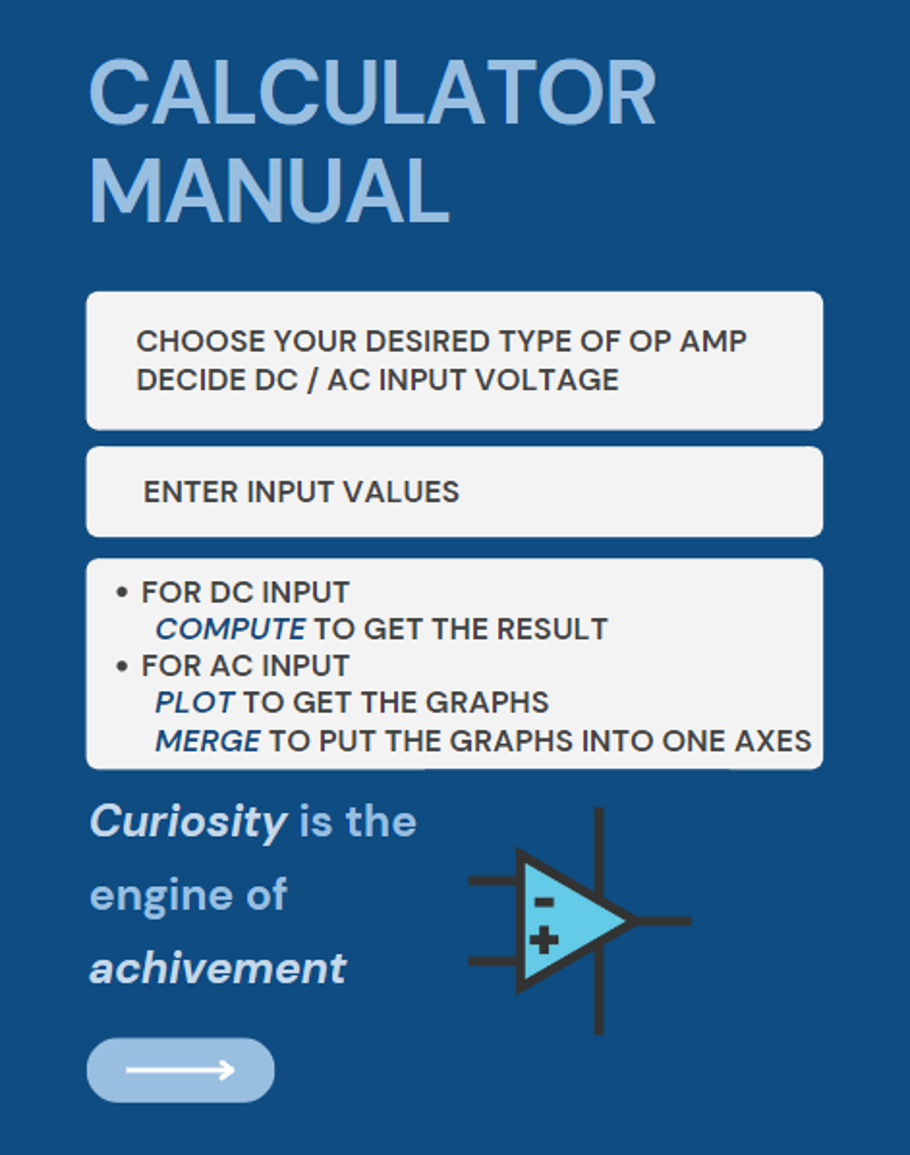 CALCULATOR
MANUAL
CHOOSE YOUR DESIRED TYPE OF OP AMP
DECIDE DC / AC INPUT VOLTAGE
ENTER INPUT VALUES
• FOR DC INPUT
COMPUTE TO GET THE RESULT
• FOR AC INPUT
PLOT TO GET THE GRAPHS
MERGE TO PUT THE GRAPHS INTO ONE AXES
Curiosity is the
engine of
achivement
-
+